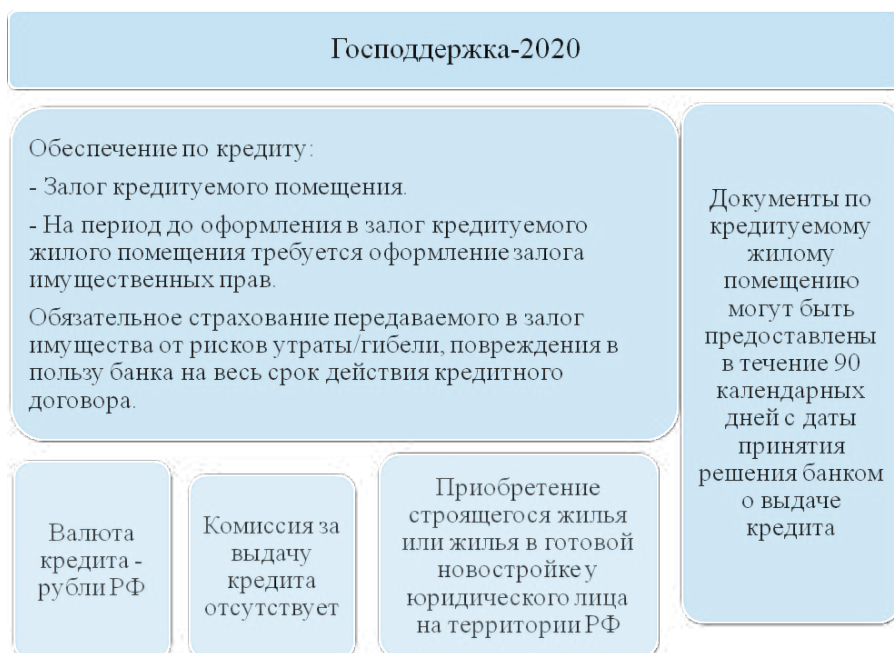 Господдержка-2020
Обеспечение по кредиту:
- Залог кредитуемого помещения.
- На период до оформления в залог кредитуемого
жилого помещения требуется оформление залога
имущественных прав.
Обязательное страхование передаваемого в залог
имущества от рисков утраты/гибели, повреждения в
пользу банка на весь срок действия кредитного
договора.
Документы по
кредитуемому
жилому
помещению
могут быть
предоставлены
в течение 90
календарных
дней с даты
принятия
решения банком
о выдаче
кредита
Валюта
кредита -
рубли РФ
Комиссия за
выдачу
кредита
отсутствует
Приобретение
строящегося жилья
или жилья в готовой
новостройке у
юридического лица
на территории РФ